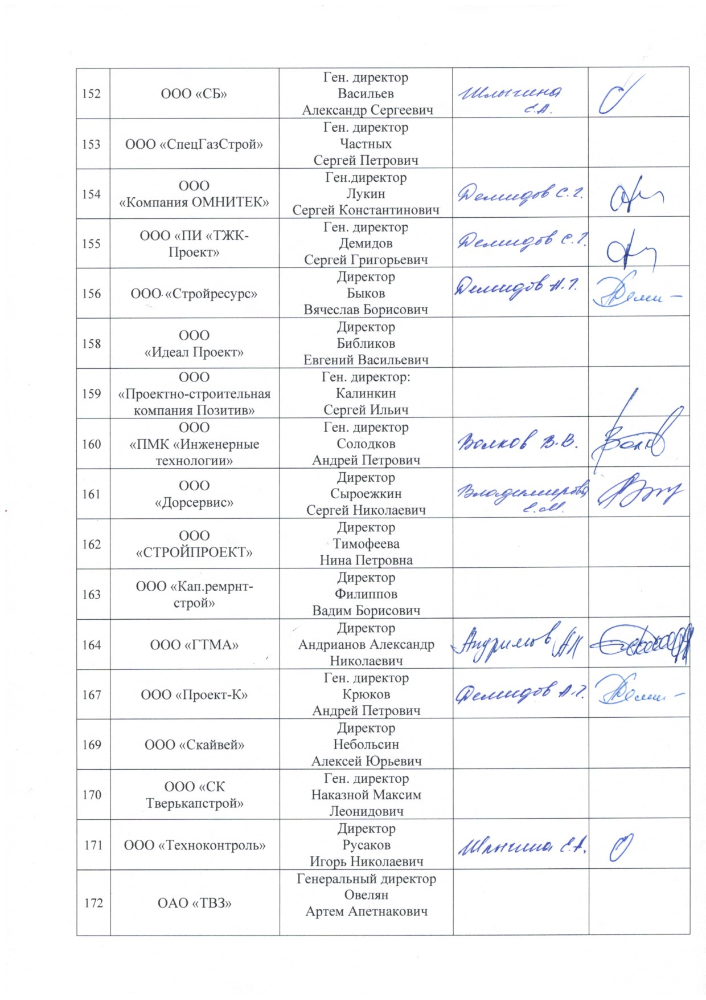 152
ООО «СБ»
Ген. директор
Васильев
Александр Сергеевич
Шлыгина
Е.А.
153
ООО «СпецГазСтрой»
Ген. директор
Частных
Сергей Петрович
154
ООО
«Компания ОМНИТЕК»
Ген.директор
Лукин
Сергей Константинович
Демидов С.Г.
155
ООО «ПИ «ТЖК-
Проект»
Ген. директор
Демидов
Сергей Григорьевич
Демидов С.Г.
156
ООО «Стройресурс»
Директор
Быков
Вячеслав Борисович
Демидов А.Г.
158
ООО
«Идеал Проект»
Директор
Библиков
Евгений Васильевич
159
ООО
«Проектно-строительная
компания Позитив»
Ген. директор:
Калинкин
Сергей Ильич
160
ООО
«ПМК «Инженерные
технологии»
Ген. директор
Солодков
Андрей Петрович
Волков В.В.
161
ООО
«Дорсервис»
Директор
Сыроежкин
Сергей Николаевич
Владимирова
Е.М.
162
ООО
«СТРОЙПРОЕКТ»
Директор
Тимофеева
Нина Петровна
163
ООО «Кап.ремрнт-
строй»
Директор
Филиппов
Вадим Борисович
164
ООО «ГТМА»
Директор
Андрианов Александр
Николаевич
167
ООО «Проект-К»
Ген. директор
Крюков
Андрей Петрович
Демидов А.Г.
169
ООО «Скайвей»
Директор
Небольсин
Алексей Юрьевич
170
ООО «СК
Тверькапстрой»
Ген. директор
Наказной Максим
Леонидович
171
ООО «Техноконтроль»
Директор
Русаков
Игорь Николаевич
Шлыгина Е.А.
172
ОАО «ТВЗ»
Генеральный директор
Овелян
Артем Апетнакович